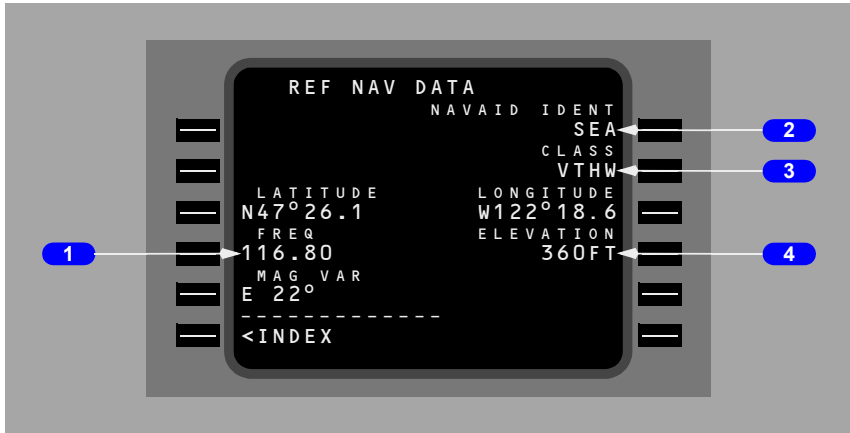 REF NAV DATA
NAVAID IDENT
SEA
2
CLASS
VTHW
3
LATITUDE LONGITUDE
N47°26.1 W122°18.6
FREQ ELEVATION
1
116.80 360FT
4
MAG VAR
E 22°
-------------
<INDEX